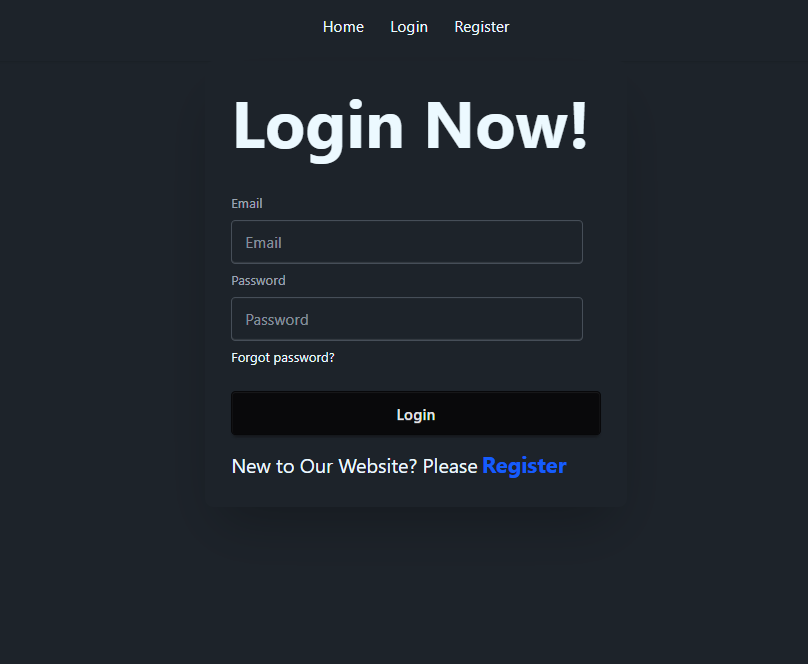 Home Login Register
Login Now!
Email
Email
Password
Password
Forgot password?
Login
New to Our Website? Please Register